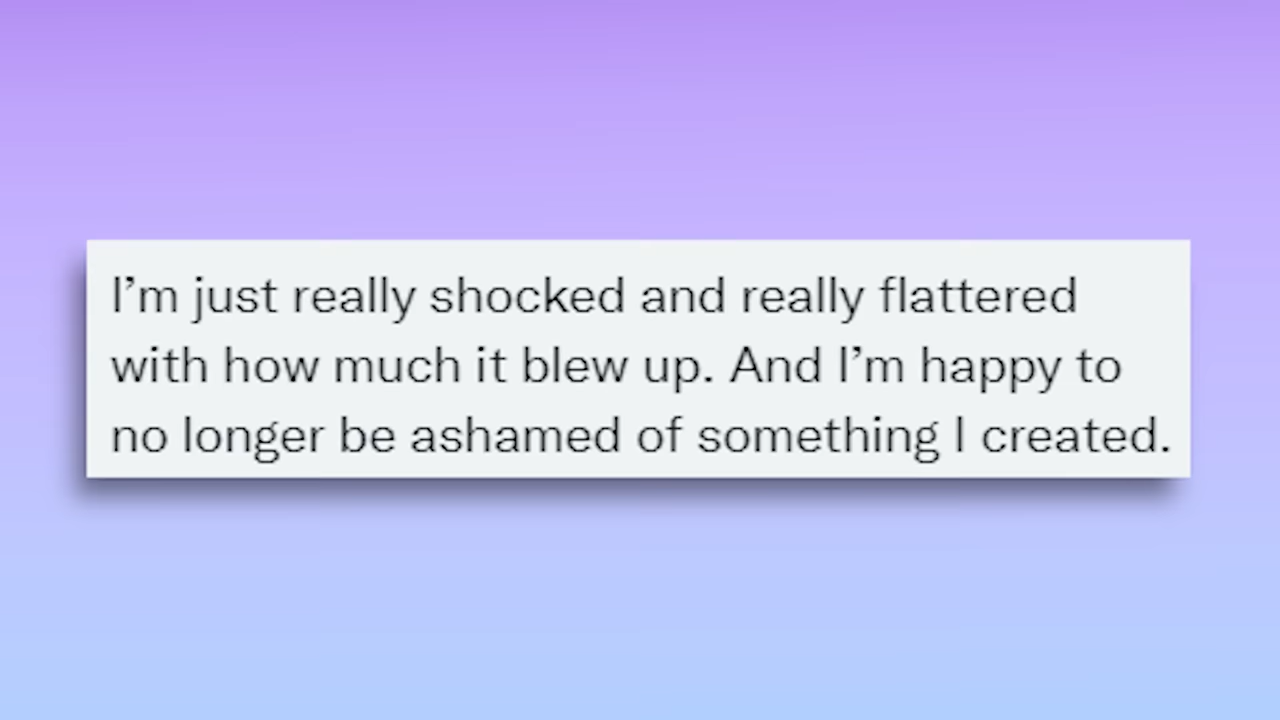 I’m just really shocked and really flattered
with how much it blew up. And I’m happy to
no longer be ashamed of something I created.